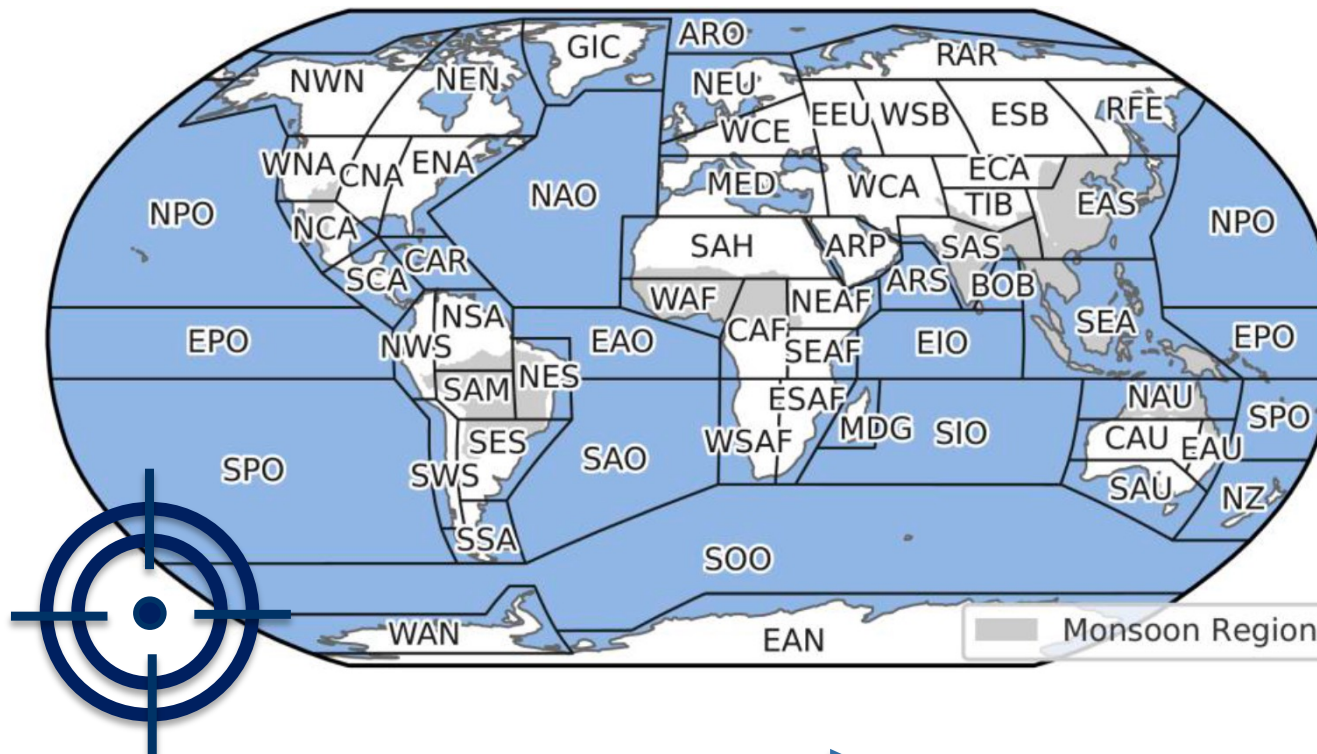 GIC
ARO
RAR
NWN
NEN
NEU
EEU
WSB
ESB
RFE
WCE
WNA
CNA
ENA
MED
WCA
ECA
TIB
EAS
NPO
NAO
NPO
NCA
SAH
ARP
SAS
SCA
CAR
ARS
BOB
WAF
NEAF
NSA
CAF
SEA
EPO
NWS
EAO
SEAF
EIO
EPO
SAM
NES
ESAF
NAU
SPO
SES
WSAF
MDG
SIO
CAU
EAU
SPO
SWS
SAO
SAU
NZ
SSA
SOO
WAN
EAN
Monsoon Region